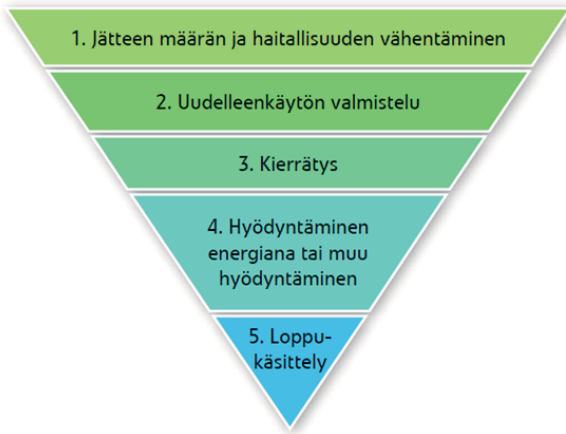 1. Jätteen määrän ja haitallisuuden vähentäminen
2. Uudelleenkäytön valmistelu
3. Kierrätys
4. Hyödyntäminen
energiana tai muu
hyödyntäminen
5. Loppu-
käsittely